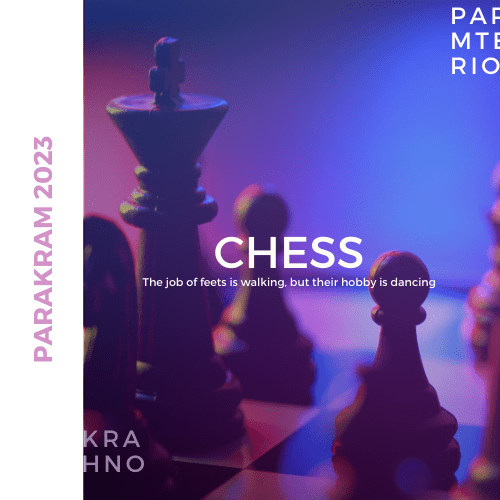 PAR
MTE
RIO
PARAKRAM 2023
CHESS
The job of feets is walking, but their hobby is dancing
KRA
HNO